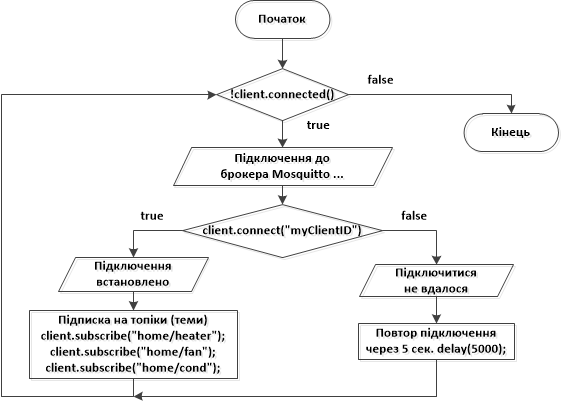 Початок
!client.connected()
false
true
Кінець
Підключення до
брокера Mosquitto ...
true
client.connect("myClientID")
false
Підключення
встановлено
Підключитися
не вдалося
Підписка на топіки (теми)
client.subscribe("home/heater");
client.subscribe("home/fan");
client.subscribe("home/cond");
Повтор підключення
через 5 сек. delay(5000);